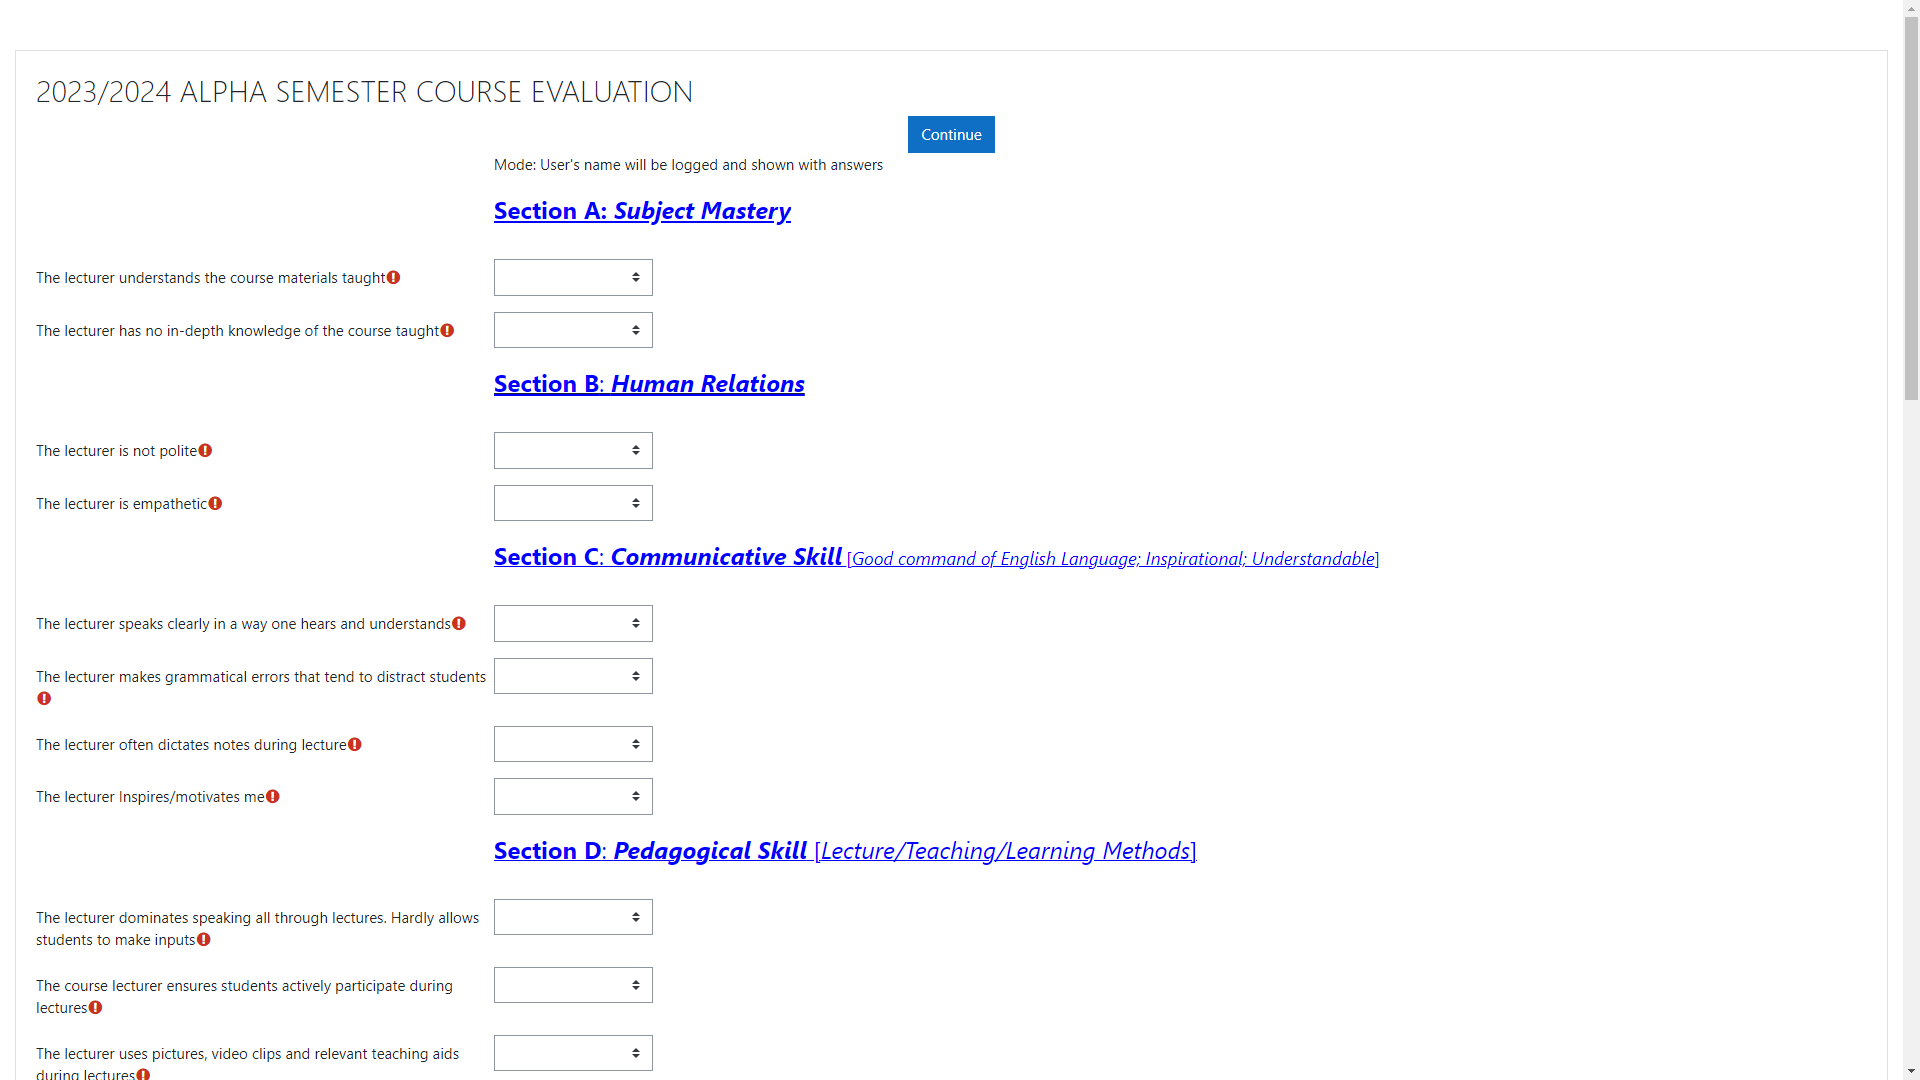 2023/2024 ALPHA SEMESTER COURSE EVALUATION
Continue
Mode: User's name will be logged and shown with answers
Section A: Subject Mastery
The lecturer understands the course materials taught
The lecturer has no in-depth knowledge of the course taught
Section B: Human Relations
The lecturer is not polite
The lecturer is empathetic
Section C: Communicative Skill [Good command of English Language; Inspirational; Understandable]
The lecturer speaks clearly in a way one hears and understands
The lecturer makes grammatical errors that tend to distract students
The lecturer often dictates notes during lecture
The lecturer Inspires/motivates me
Section D: Pedagogical Skill [Lecture/Teaching/Learning Methods]
The lecturer dominates speaking all through lectures. Hardly allows
students to make inputs
The course lecturer ensures students actively participate during
lectures
The lecturer uses pictures, video clips and relevant teaching aids
during lectures